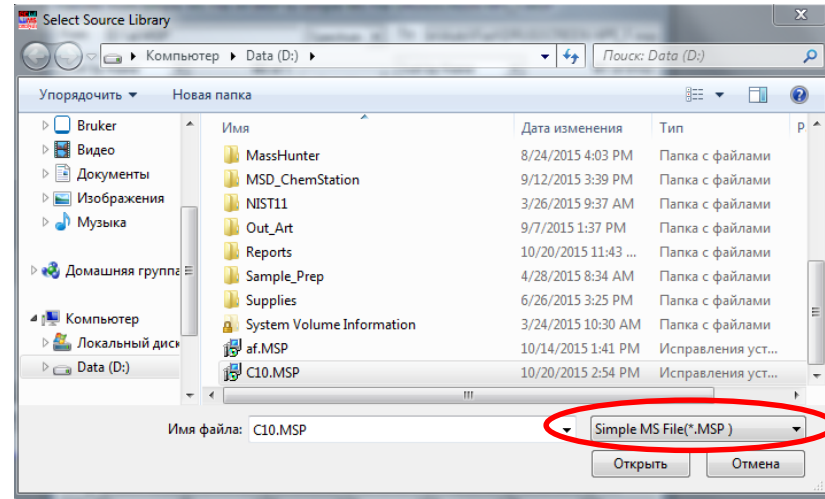 Select Source Library
Компьютер Data (D:)
Поиск: Data (D:)
Упорядочить Новая папка
Имя Дата изменения Тип Р
Bruker
Видео
Документы
Изображения
Музыка
Домашняя группа
Компьютер
Локальный диск
Data (D:)
MassHunter 8/24/2015 4:03 PM Папка с файлами
MSD_ChemStation 9/12/2015 3:39 PM Папка с файлами
NIST11 3/26/2015 9:37 AM Папка с файлами
Out_Art 9/7/2015 1:37 PM Папка с файлами
Reports 10/20/2015 11:43 ... Папка с файлами
Sample_Prep 4/28/2015 8:34 AM Папка с файлами
Supplies 6/26/2015 3:25 PM Папка с файлами
System Volume Information 3/24/2015 10:30 AM Папка с файлами
af.MSP 10/14/2015 1:41 PM Исправления уст...
C10.MSP 10/20/2015 2:54 PM Исправления уст...
Имя файла: C10.MSP
Simple MS File(*.MSP )
Открыть Отмена